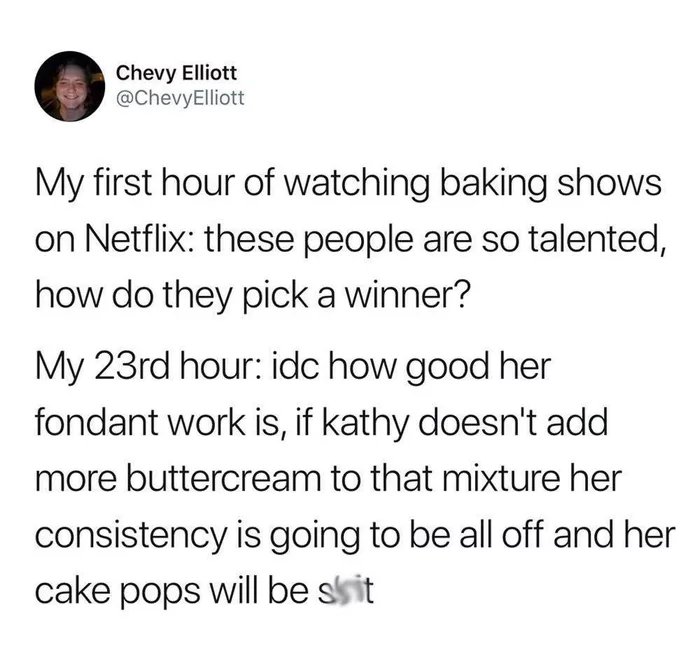 Chevy Elliott
@ChevyElliott
My first hour of watching baking shows
on Netflix: these people are so talented,
how do they pick a winner?
My 23rd hour: idc how good her
fondant work is, if kathy doesn't add
more buttercream to that mixture her
consistency is going to be all off and her
cake pops will be